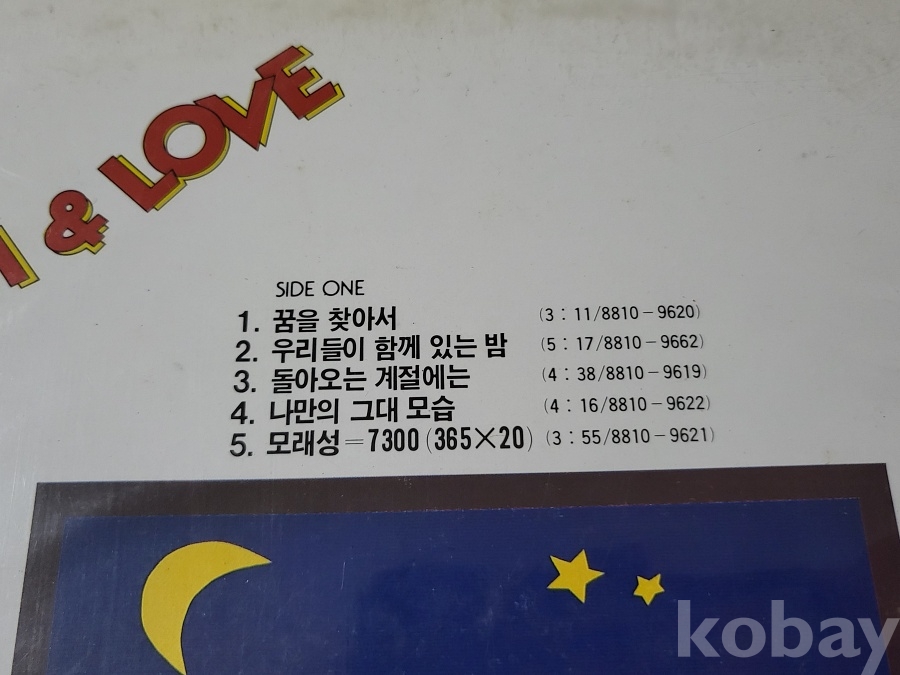 & LOVE
SIDE ONE
1. 꿈을 찾아서 (3 : 11/8810-9620)
2. 우리들이 함께 있는 밤 (5 : 17/8810-9662)
3. 돌아오는 계절에는 (4 : 38/8810-9619)
4. 나만의 그대 모습 (4 : 16/8810-9622)
5. 모래성=7300 (365×20) (3 : 55/8810-9621)
kobay